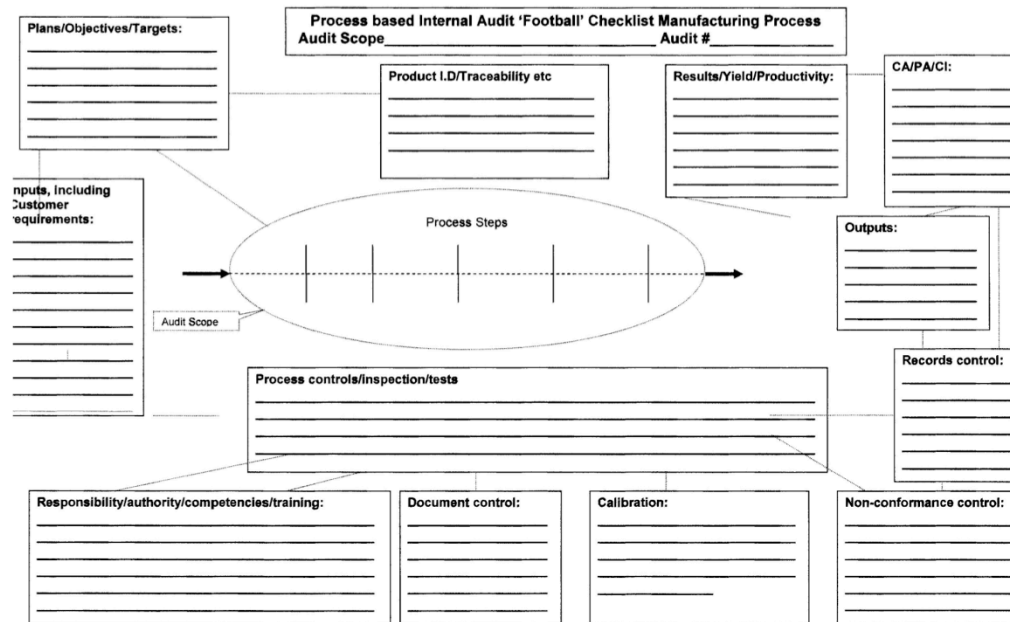 Process based Internal Audit ‘Football’ Checklist Manufacturing Process
Audit Scope Audit #
Plans/Objectives/Targets:
Product I.D/Traceability etc
Results/Yield/Productivity:
CA/PA/CI:
nputs, Including
Customer
requirements:
Process Steps
Outputs:
Audit Scope
Records control:
Process controls/inspection/tests
Responsibility/authority/competencies/training:
Document control:
Calibration:
Non-conformance control: